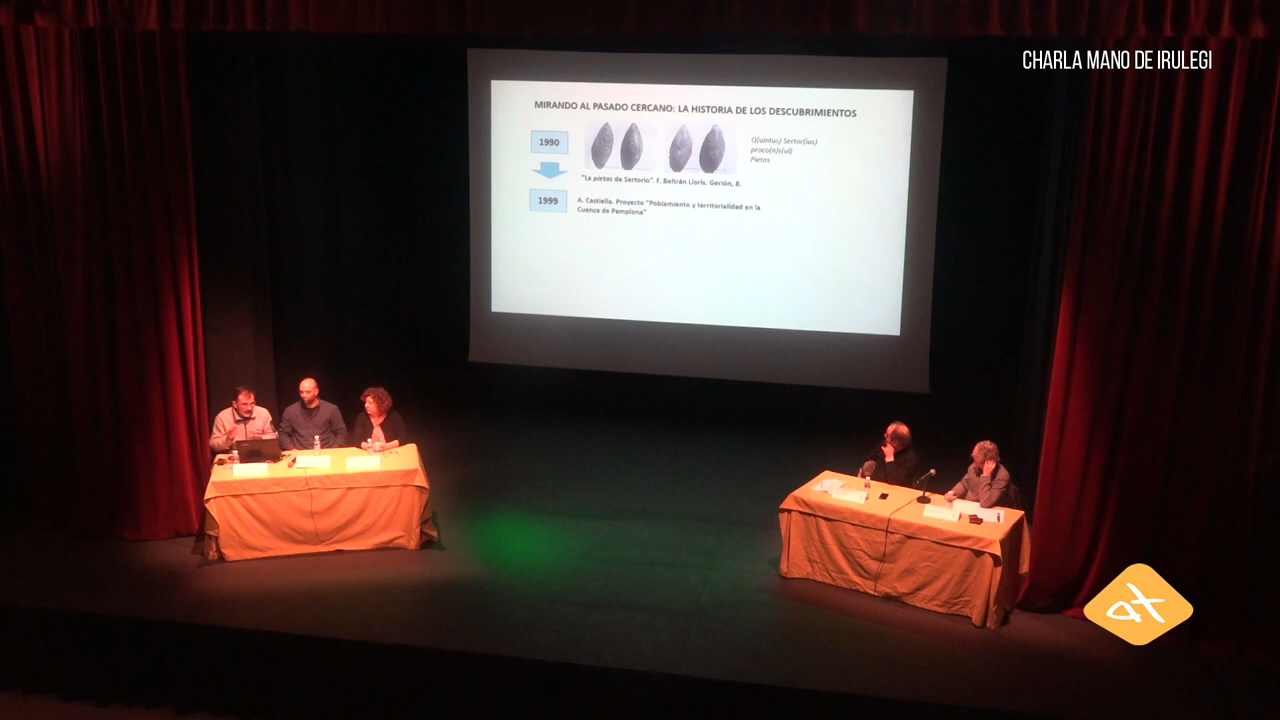 CHARLA MANO DE IRULEGI
MIRANDO AL PASADO CERCANO: LA HISTORIA DE LOS DESCUBRIMIENTOS
1990
Q(uintus) Sertor(ius)
proco(n)s(ul)
Pietas
"La pietas de Sertorio". F. Beltrán Lloris. Gerión, 8.
1999
A. Castiella. Proyecto "Poblamiento y territorialidad en la
Cuenca de Pamplona"